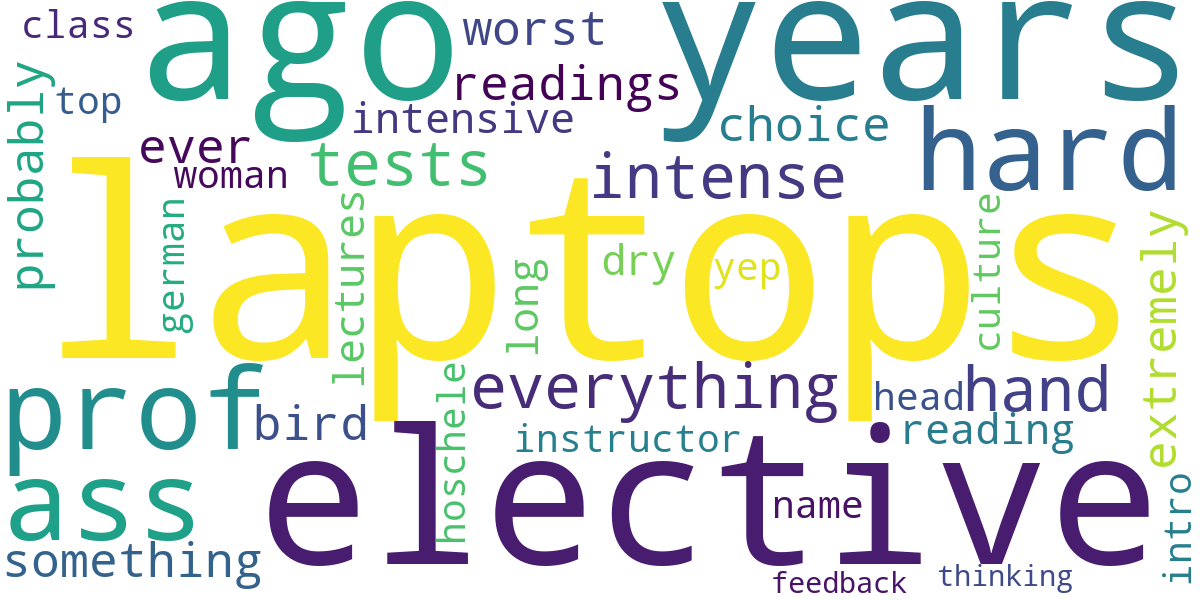 class
ago
worst
years
readings
top
probably
intensive
choice
hard
ever
woman
tests
intense
laptops
german
lectures
long
dry
yep
culture
extremely
prof
bird
hoschele
everything
head
hand
instructor
reading
ass
elective
name
intro
something
feedback
thinking